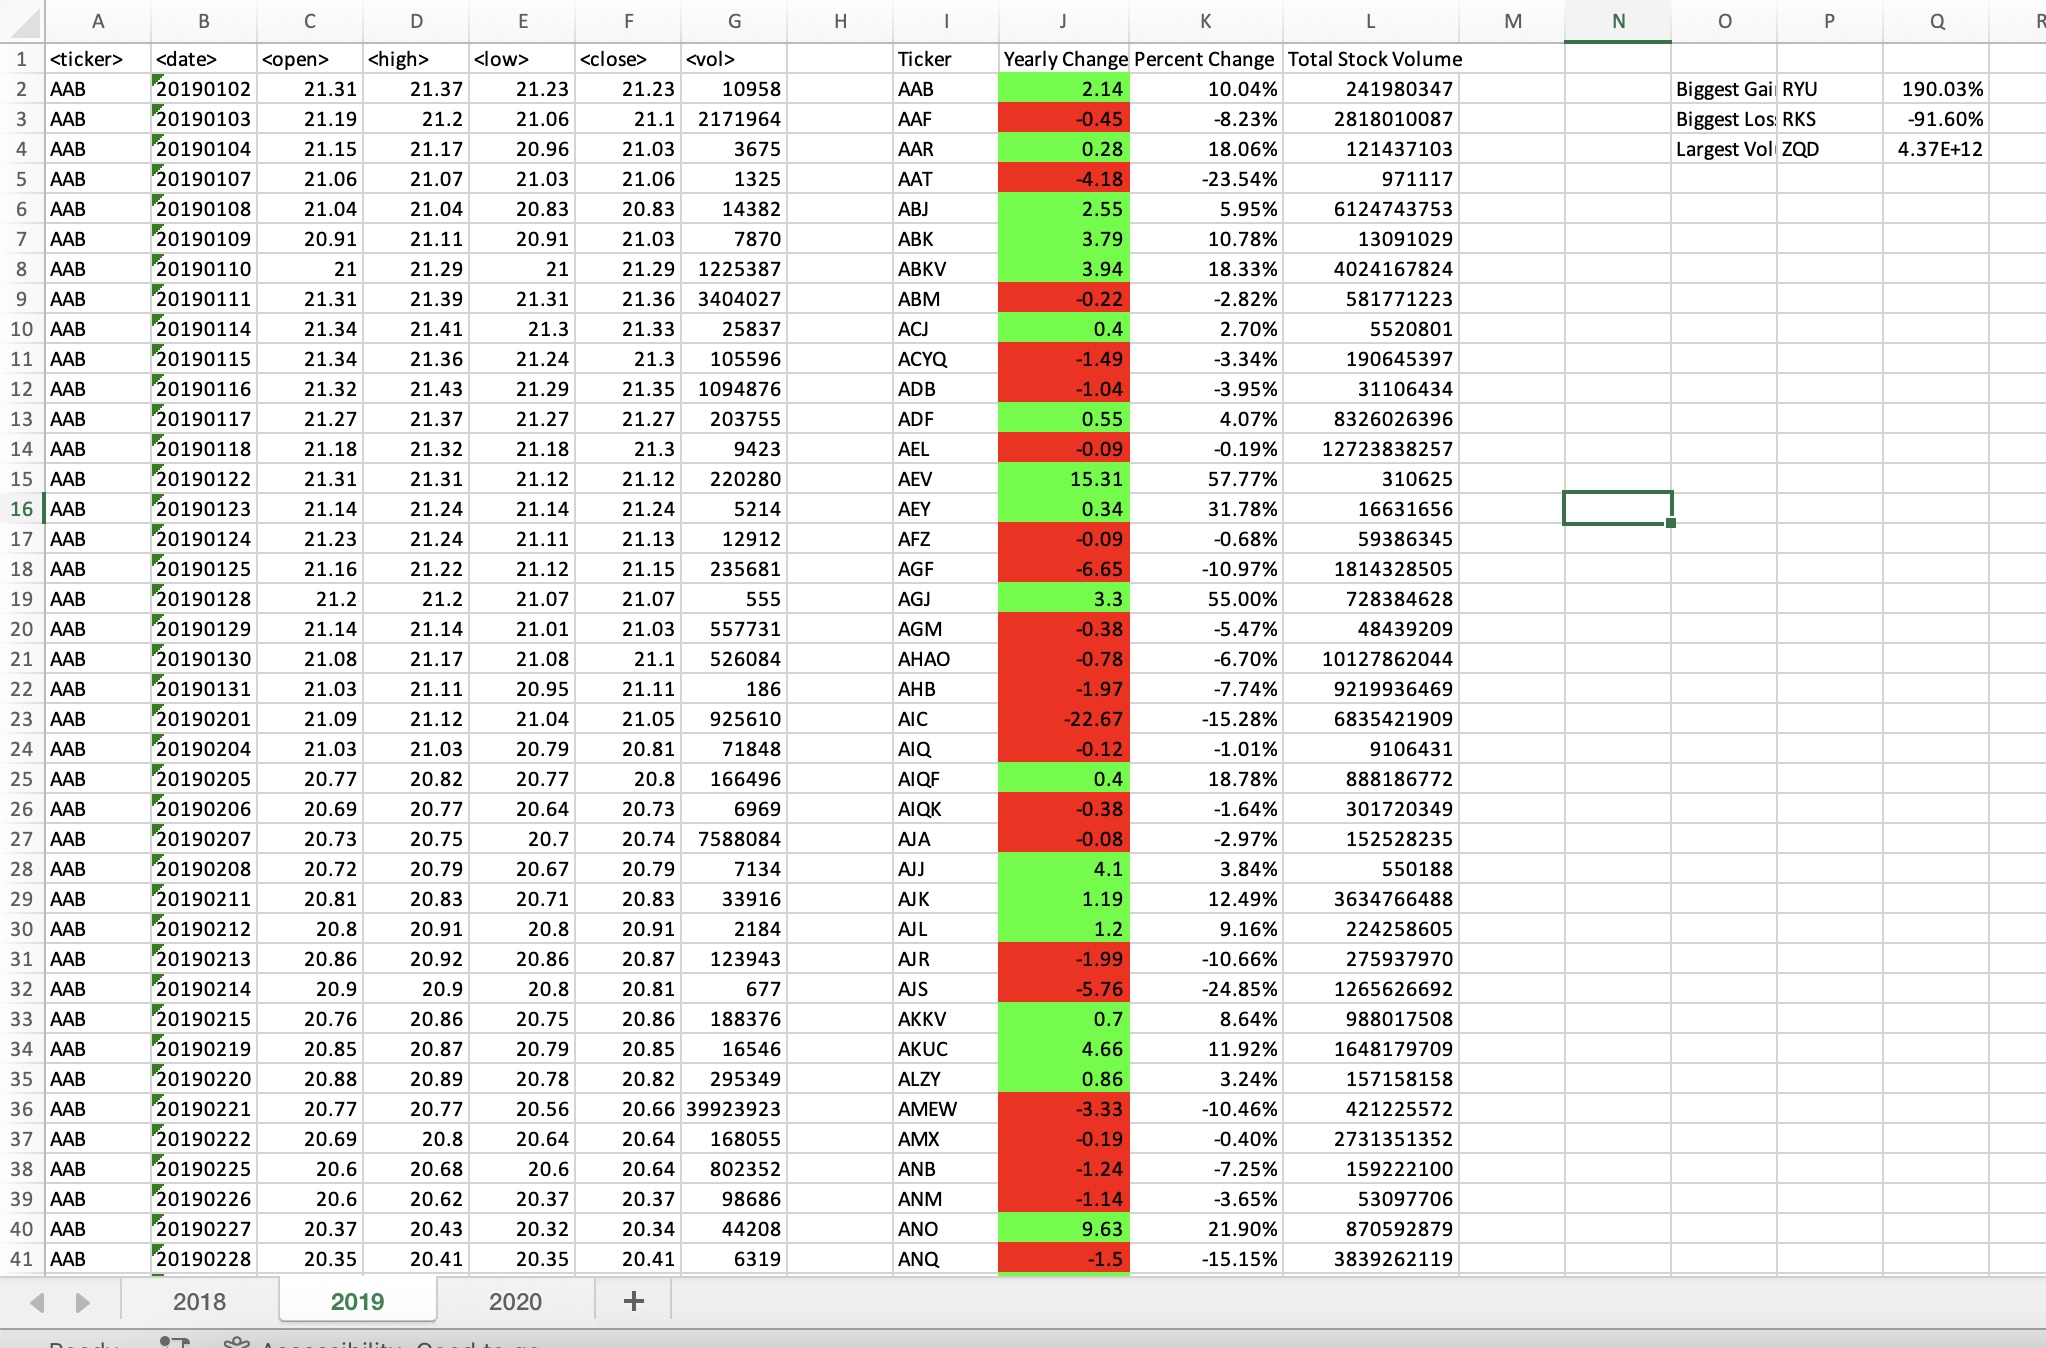 A B C D E F G H I J K L M N O P Q R
1 <ticker> <date> <open> <high> <low> <close> <vol> Ticker Yearly Change Percent Change Total Stock Volume
2 AAB 20190102 21.31 21.37 21.23 21.23 10958 AAB 2.14 10.04% 241980347 Biggest Gai RYU 190.03%
3 AAB 20190103 21.19 21.2 21.06 21.1 2171964 AAF -0.45 -8.23% 2818010087 Biggest Los RKS -91.60%
4 AAB 20190104 21.15 21.17 20.96 21.03 3675 AAR 0.28 18.06% 121437103 Largest Vol ZQD 4.37E+12
5 AAB 20190107 21.06 21.07 21.03 21.06 1325 AAT -4.18 -23.54% 971117
6 AAB 20190108 21.04 21.04 20.83 20.83 14382 ABJ 2.55 5.95% 6124743753
7 AAB 20190109 20.91 21.11 20.91 21.03 7870 ABK 3.79 10.78% 13091029
8 AAB 20190110 21 21.29 21 21.29 1225387 ABKV 3.94 18.33% 4024167824
9 AAB 20190111 21.31 21.39 21.31 21.36 3404027 ABM -0.22 -2.82% 581771223
10 AAB 20190114 21.34 21.41 21.3 21.33 25837 ACJ 0.4 2.70% 5520801
11 AAB 20190115 21.34 21.36 21.24 21.3 105596 ACYQ -1.49 -3.34% 190645397
12 AAB 20190116 21.32 21.43 21.29 21.35 1094876 ADB -1.04 -3.95% 31106434
13 AAB 20190117 21.27 21.37 21.27 21.27 203755 ADF 0.55 4.07% 8326026396
14 AAB 20190118 21.18 21.32 21.18 21.3 9423 AEL -0.09 -0.19% 12723838257
15 AAB 20190122 21.31 21.31 21.12 21.12 220280 AEV 15.31 57.77% 310625
16 AAB 20190123 21.14 21.24 21.14 21.24 5214 AEY 0.34 31.78% 16631656
17 AAB 20190124 21.23 21.24 21.11 21.13 12912 AFZ -0.09 -0.68% 59386345
18 AAB 20190125 21.16 21.22 21.12 21.15 235681 AGF -6.65 -10.97% 1814328505
19 AAB 20190128 21.2 21.2 21.07 21.07 555 AGJ 3.3 55.00% 728384628
20 AAB 20190129 21.14 21.14 21.01 21.03 557731 AGM -0.38 -5.47% 48439209
21 AAB 20190130 21.08 21.17 21.08 21.1 526084 AHAO -0.78 -6.70% 10127862044
22 AAB 20190131 21.03 21.11 20.95 21.11 186 AHB -1.97 -7.74% 9219936469
23 AAB 20190201 21.09 21.12 21.04 21.05 925610 AIC -22.67 -15.28% 6835421909
24 AAB 20190204 21.03 21.03 20.79 20.81 71848 AIQ -0.12 -1.01% 9106431
25 AAB 20190205 20.77 20.82 20.77 20.8 166496 AIQF 0.4 18.78% 888186772
26 AAB 20190206 20.69 20.77 20.64 20.73 6969 AIQK -0.38 -1.64% 301720349
27 AAB 20190207 20.73 20.75 20.7 20.74 7588084 AJA -0.08 -2.97% 152528235
28 AAB 20190208 20.72 20.79 20.67 20.79 7134 AJJ 4.1 3.84% 550188
29 AAB 20190211 20.81 20.83 20.71 20.83 33916 AJK 1.19 12.49% 3634766488
30 AAB 20190212 20.8 20.91 20.8 20.91 2184 AJL 1.2 9.16% 224258605
31 AAB 20190213 20.86 20.92 20.86 20.87 123943 AJR -1.99 -10.66% 275937970
32 AAB 20190214 20.9 20.9 20.8 20.81 677 AJS -5.76 -24.85% 1265626692
33 AAB 20190215 20.76 20.86 20.75 20.86 188376 AKKV 0.7 8.64% 988017508
34 AAB 20190219 20.85 20.87 20.79 20.85 16546 AKUC 4.66 11.92% 1648179709
35 AAB 20190220 20.88 20.89 20.78 20.82 295349 ALZY 0.86 3.24% 157158158
36 AAB 20190221 20.77 20.77 20.56 20.66 39923923 AMEW -3.33 -10.46% 421225572
37 AAB 20190222 20.69 20.8 20.64 20.64 168055 AMX -0.19 -0.40% 2731351352
38 AAB 20190225 20.6 20.68 20.6 20.64 802352 ANB -1.24 -7.25% 159222100
39 AAB 20190226 20.6 20.62 20.37 20.37 98686 ANM -1.14 -3.65% 53097706
40 AAB 20190227 20.37 20.43 20.32 20.34 44208 ANO 9.63 21.90% 870592879
41 AAB 20190228 20.35 20.41 20.35 20.41 6319 ANQ -1.5 -15.15% 3839262119
2018 2019 2020 +
Ready Accessibility: Good to go